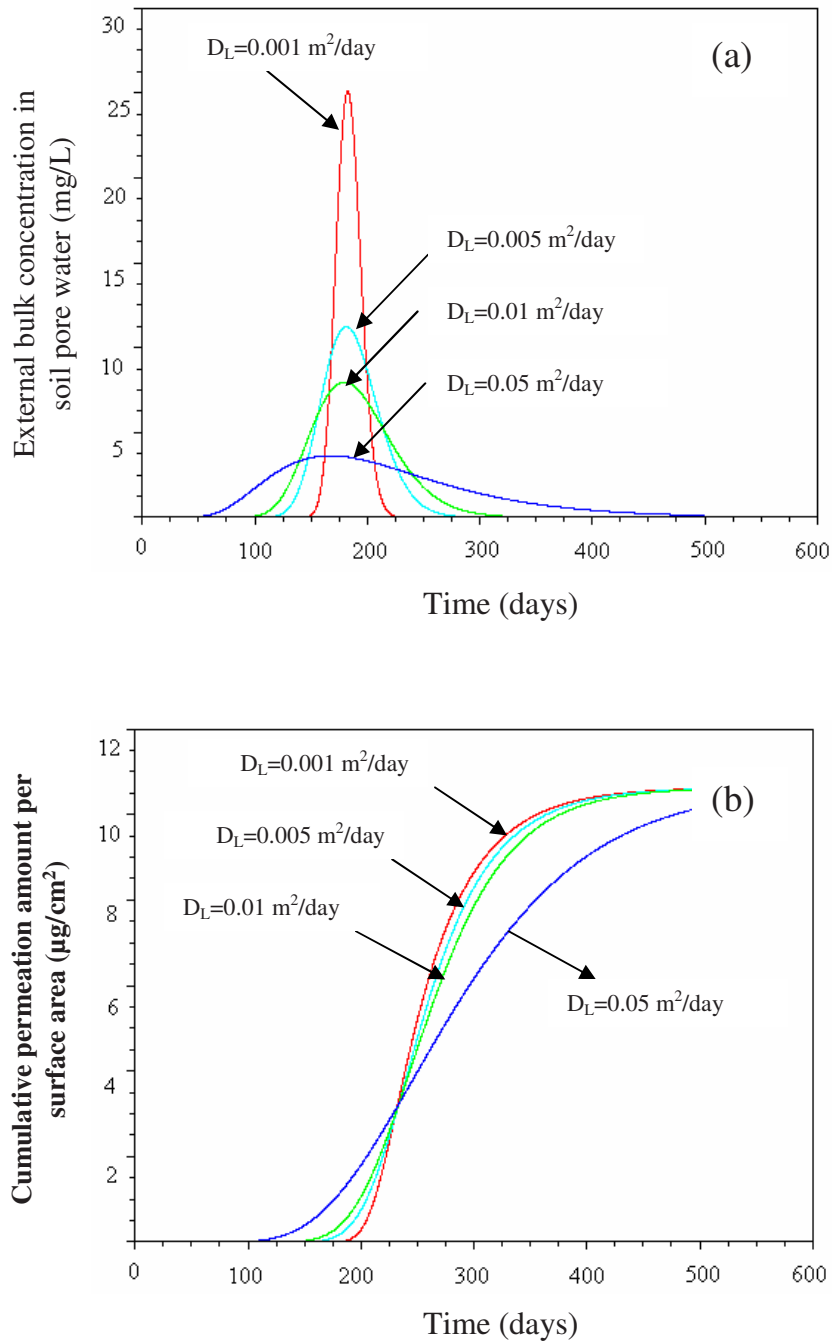 30
25
20
15
10
5
External bulk concentration in
soil pore water (mg/L)
(a)
D_L=0.001 m²/day
D_L=0.005 m²/day
D_L=0.01 m²/day
D_L=0.05 m²/day
0 100 200 300 400 500 600
Time (days)
12
10
8
6
4
2
Cumulative permeation amount per
surface area (µg/cm²)
(b)
D_L=0.001 m²/day
D_L=0.005 m²/day
D_L=0.01 m²/day
D_L=0.05 m²/day
0 100 200 300 400 500 600
Time (days)